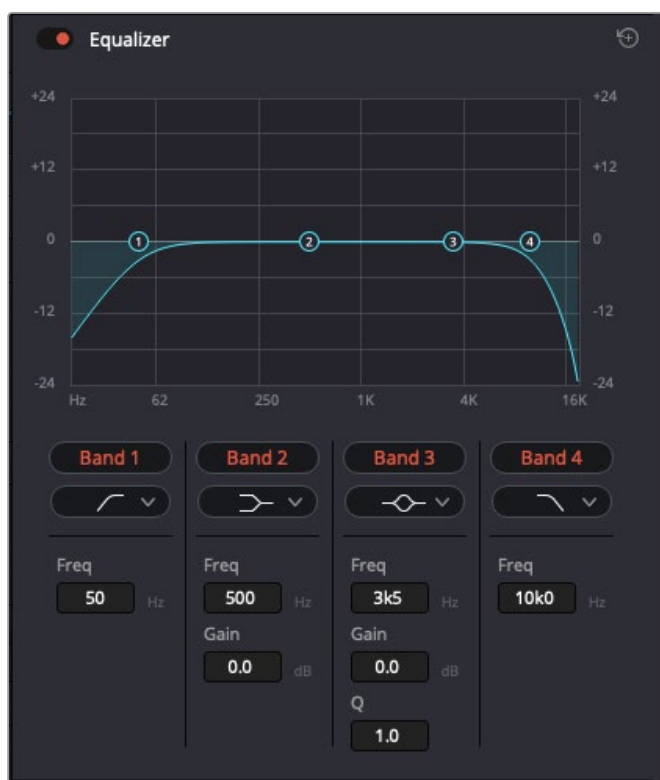 Equalizer
+24 +24
+12 +12
0 0
1 2 3 4
-12 -12
-24 -24
Hz 62 250 1K 4K 16K
Band 1 Band 2 Band 3 Band 4
Freq Freq Freq Freq
50 Hz 500 Hz 3k5 Hz 10k0 Hz
Gain Gain
0.0 dB 0.0 dB
Q
1.0